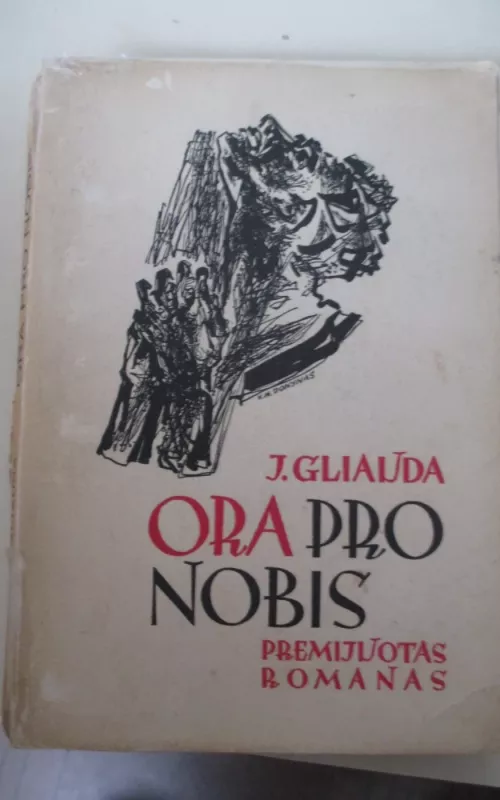 J. GLIAUDA
ORA PRO
NOBIS
PREMIJUOTAS
ROMANAS